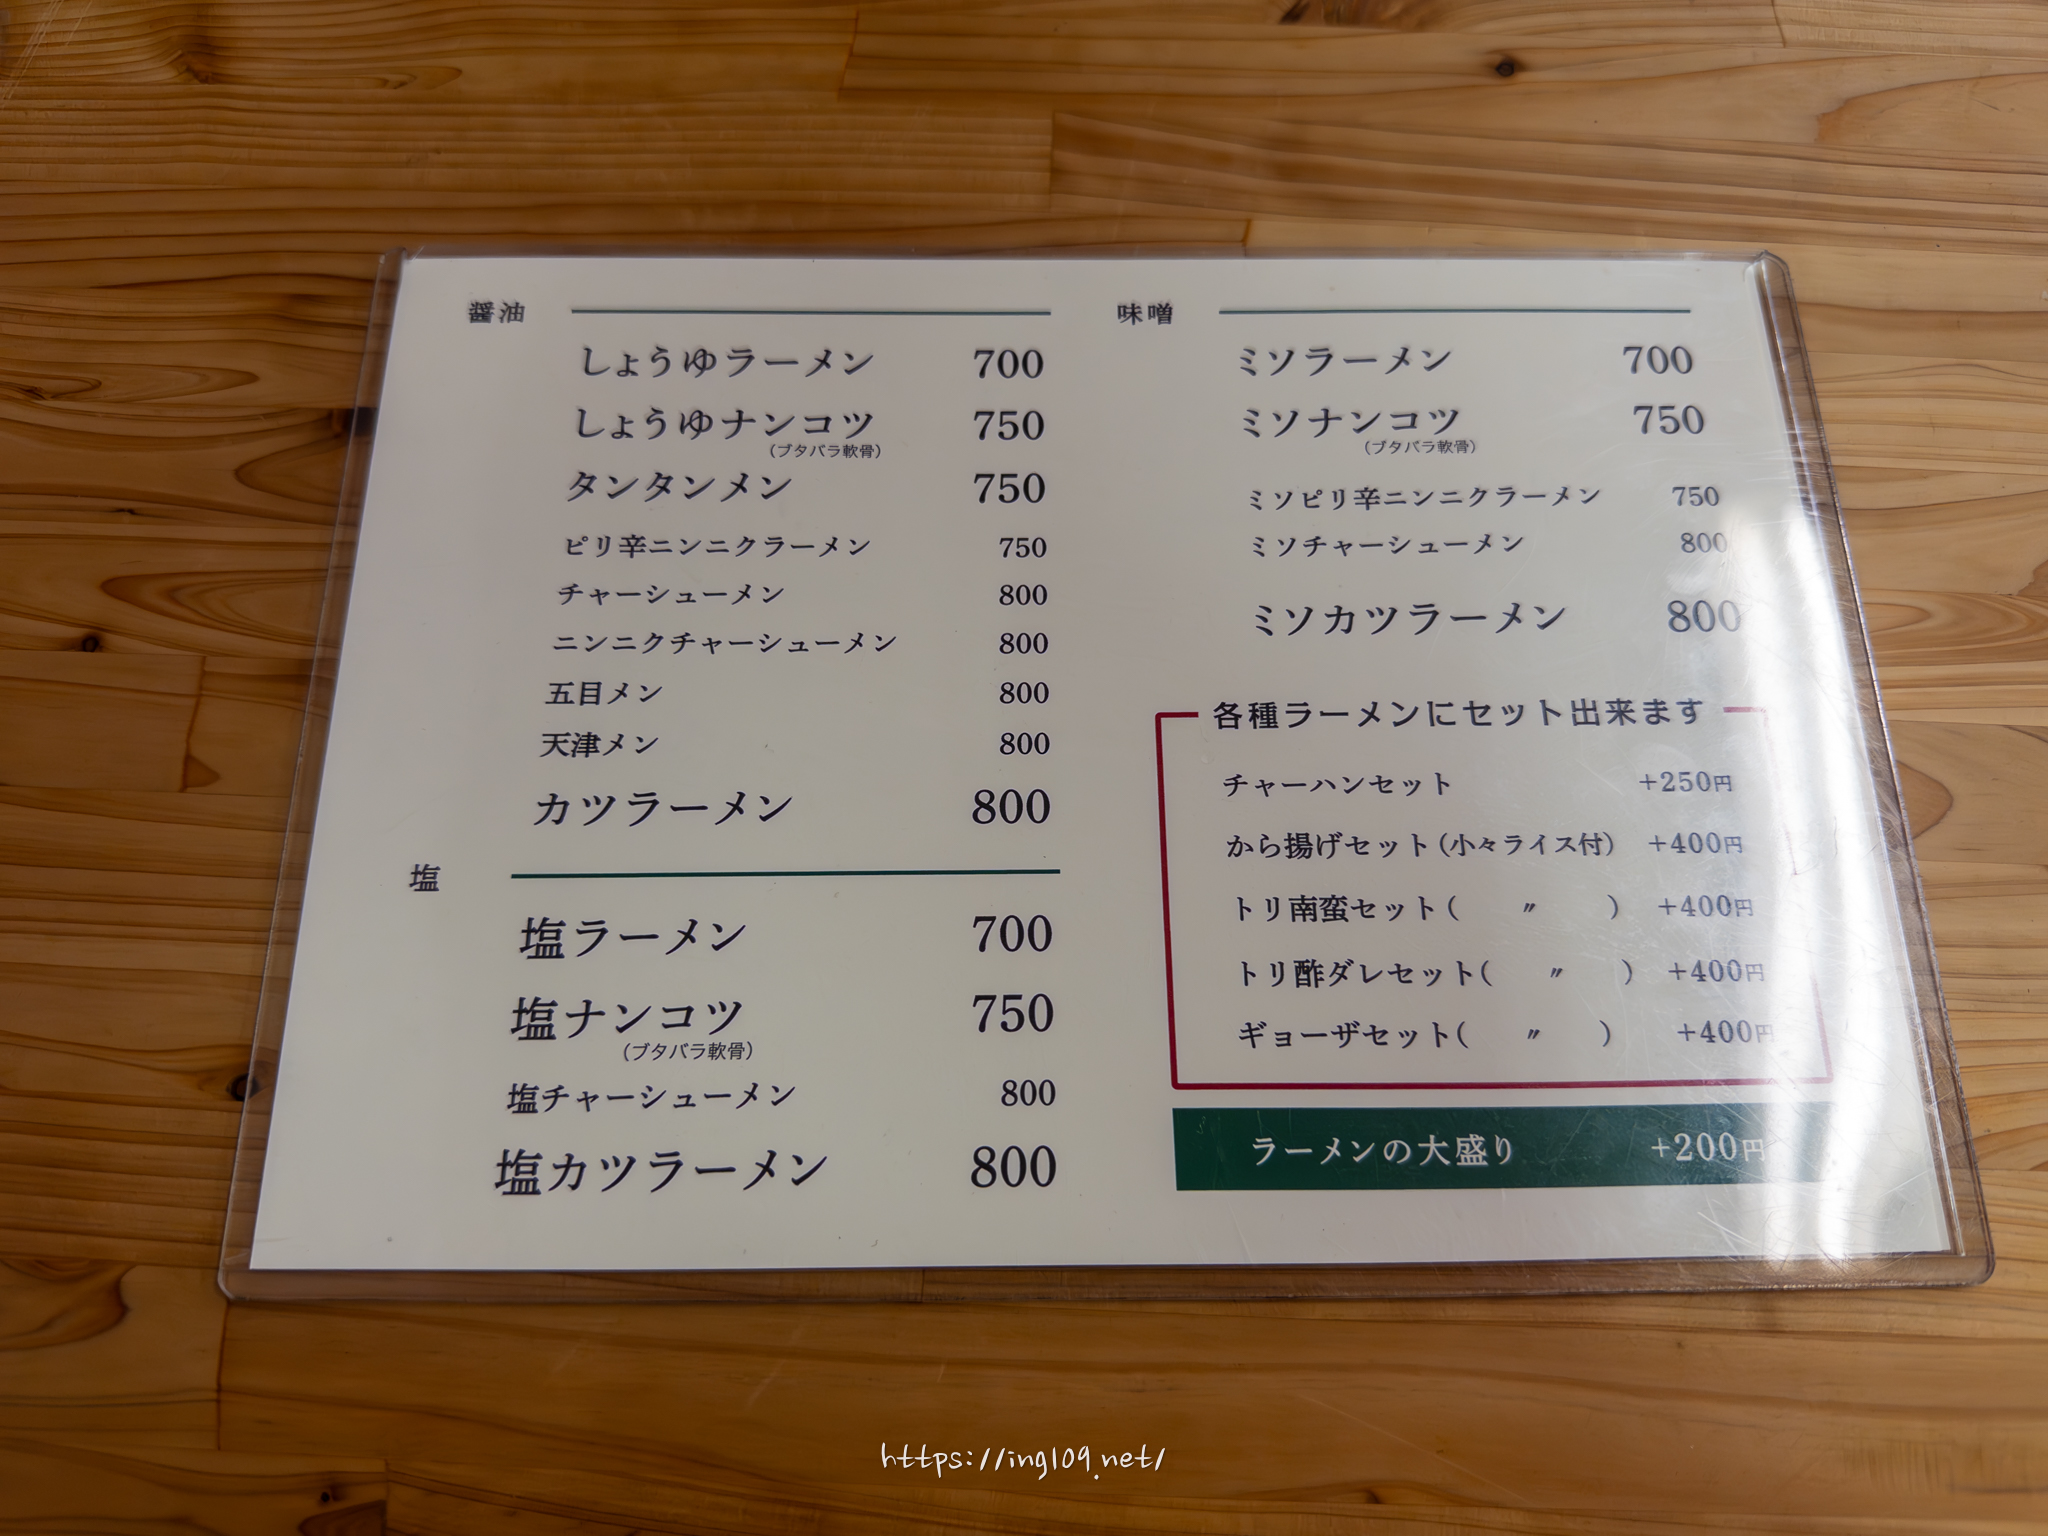 醤油
しょうゆラーメン 700
しょうゆナンコツ 750
(ブタバラ軟骨)
タンタンメン 750
ピリ辛ニンニクラーメン 750
チャーシューメン 800
ニンニクチャーシューメン 800
五目メン 800
天津メン 800
カツラーメン 800
塩
塩ラーメン 700
塩ナンコツ 750
(ブタバラ軟骨)
塩チャーシューメン 800
塩カツラーメン 800
味噌
ミソラーメン 700
ミソナンコツ 750
(ブタバラ軟骨)
ミソピリ辛ニンニクラーメン 750
ミソチャーシューメン 800
ミソカツラーメン 800
各種ラーメンにセット出来ます
チャーハンセット +250円
から揚げセット(小々ライス付) +400円
トリ南蛮セット( 〃 ) +400円
トリ酢ダレセット( 〃 ) +400円
ギョーザセット( 〃 ) +400円
ラーメンの大盛り +200円
https://ing109.net/